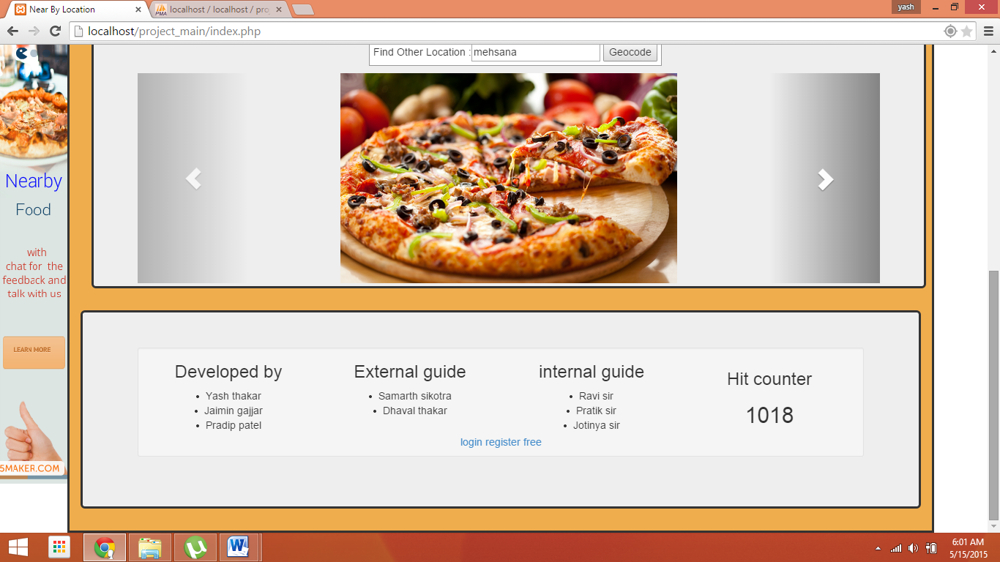 Near By Location
PMA
localhost / localhost / pro
yash
localhost/project_main/index.php
Find Other Location :
mehsana
Geocode
Nearby
Food
with
chat for the
feedback and
talk with us
LEARN MORE
5MAKER.COM
Developed by
Yash thakar
Jaimin gajjar
Pradip patel
External guide
Samarth sikotra
Dhaval thakar
internal guide
Ravi sir
Pratik sir
Jotinya sir
Hit counter
1018
login register free
6:01 AM
5/15/2015